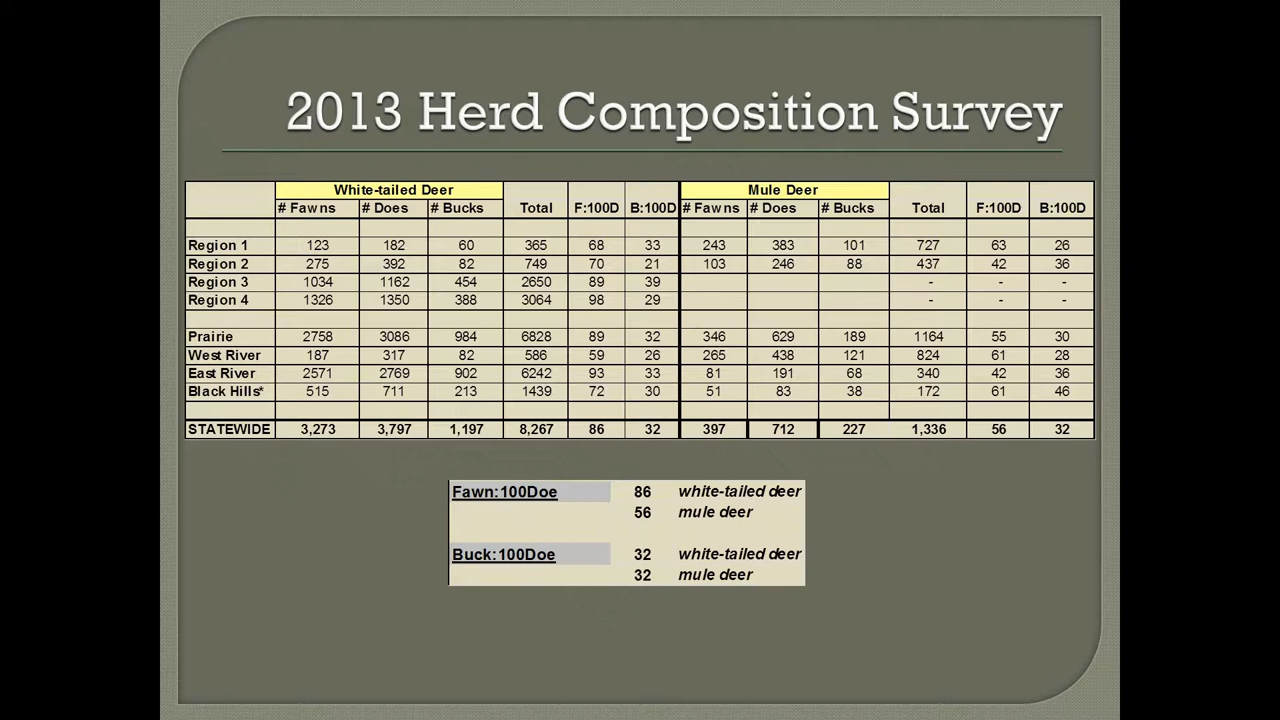 2013 Herd Composition Survey
White-tailed Deer Mule Deer
# Fawns # Does # Bucks Total F:100D B:100D # Fawns # Does # Bucks Total F:100D B:100D
Region 1 123 182 60 365 68 33 243 383 101 727 63 26
Region 2 275 392 82 749 70 21 103 246 88 437 42 36
Region 3 1034 1162 454 2650 89 39 - - -
Region 4 1326 1350 388 3064 98 29 - - -
Prairie 2758 3086 984 6828 89 32 346 629 189 1164 55 30
West River 187 317 82 586 59 26 265 438 121 824 61 28
East River 2571 2769 902 6242 93 33 81 191 68 340 42 36
Black Hills* 515 711 213 1439 72 30 51 83 38 172 61 46
STATEWIDE 3,273 3,797 1,197 8,267 86 32 397 712 227 1,336 56 32
Fawn:100Doe 86 white-tailed deer
56 mule deer
Buck:100Doe 32 white-tailed deer
32 mule deer